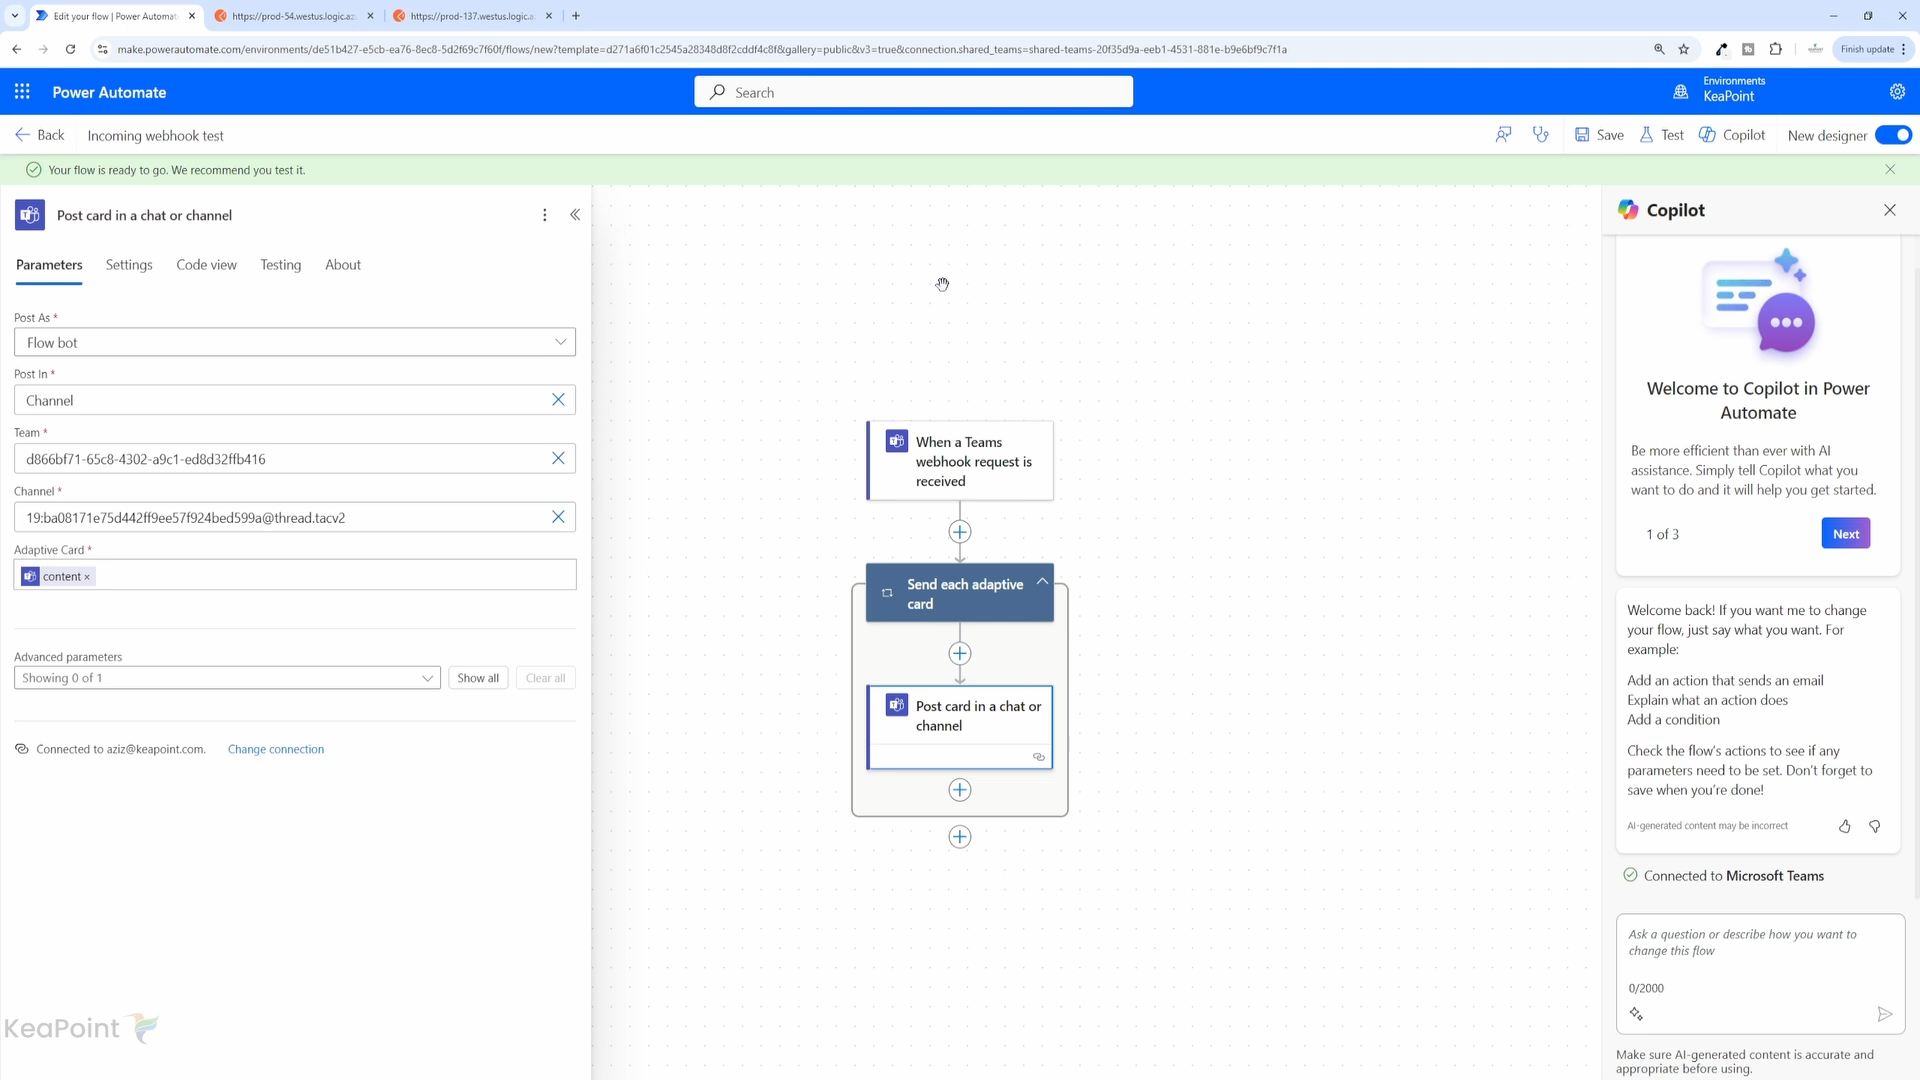 Edit your flow | Power Automat
https://prod-54.westus.logic.az
https://prod-137.westus.logic.a
make.powerautomate.com/environments/de51b427-e5cb-ea76-8ec8-5d2f69c7f60f/flows/new?template=d271a6f01c2545a28348d8f2cddf4c8f&gallery=public&v3=true&connection.shared_teams=shared-teams-20f35d9a-eeb1-4531-881e-b9e6bf9c7f1a
Finish update
Power Automate
Search
Environments
KeaPoint
Back
Incoming webhook test
Save
Test
Copilot
New designer
Your flow is ready to go. We recommend you test it.
Post card in a chat or channel
Parameters
Settings
Code view
Testing
About
Post As *
Flow bot
Post In *
Channel
Team *
d866bf71-65c8-4302-a9c1-ed8d32ffb416
Channel *
19:ba08171e75d442ff9ee57f924bed599a@thread.tacv2
Adaptive Card *
content ×
Advanced parameters
Showing 0 of 1
Show all
Clear all
Connected to aziz@keapoint.com.
Change connection
KeaPoint
When a Teams
webhook request is
received
Send each adaptive
card
Post card in a chat or
channel
Copilot
Welcome to Copilot in Power
Automate
Be more efficient than ever with AI
assistance. Simply tell Copilot what you
want to do and it will help you get started.
1 of 3
Next
Welcome back! If you want me to change
your flow, just say what you want. For
example:
Add an action that sends an email
Explain what an action does
Add a condition
Check the flow's actions to see if any
parameters need to be set. Don't forget to
save when you're done!
AI-generated content may be incorrect
Connected to Microsoft Teams
Ask a question or describe how you want to
change this flow
0/2000
Make sure AI-generated content is accurate and
appropriate before using.